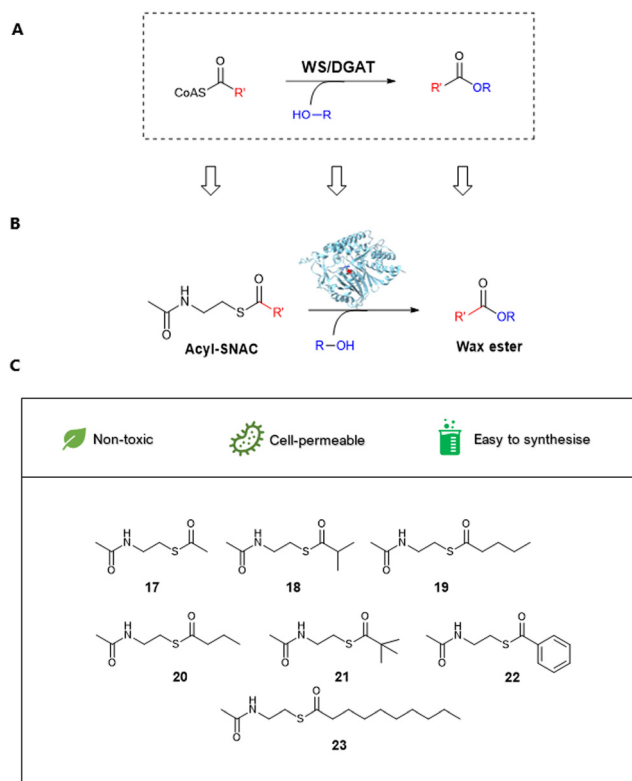 A
O
CoAS
R'
WS/DGAT
HO–R
O
R'
OR
B
H
N
O
S
O
R'
Acyl-SNAC
R–OH
O
R'
OR
Wax ester
C
Non-toxic
Cell-permeable
Easy to synthesise
H
N
O
S
O
17
H
N
O
S
O
18
H
N
O
S
O
19
H
N
O
S
O
20
H
N
O
S
O
21
H
N
O
S
O
22
H
N
O
S
O
23